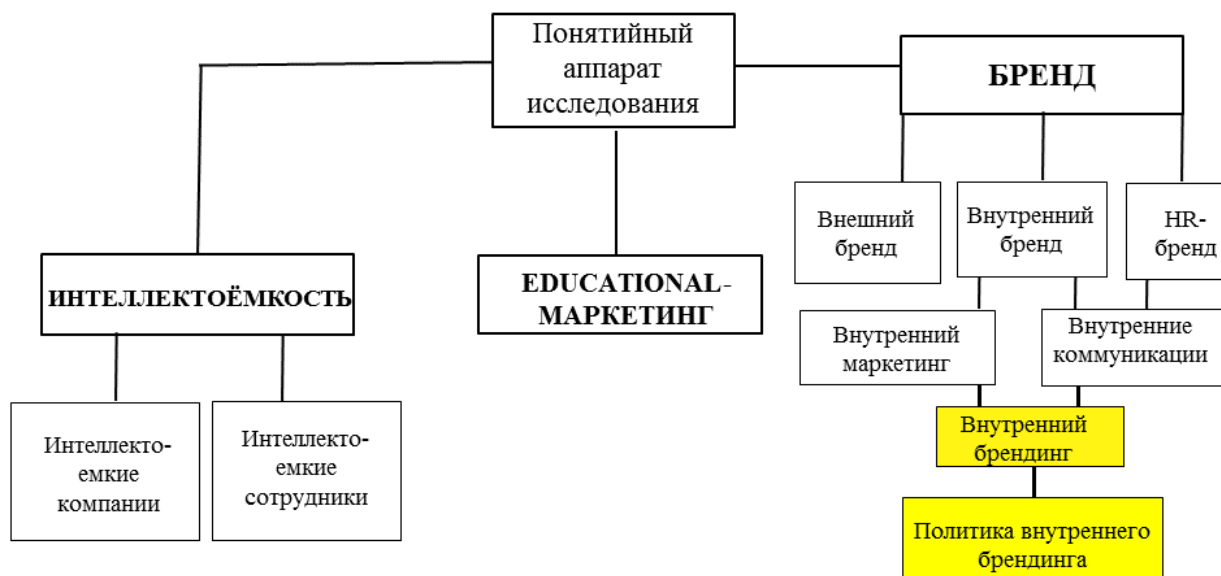 Понятийный
аппарат
исследования
БРЕНД
Внешний
бренд
Внутренний
бренд
HR-
бренд
ИНТЕЛЛЕКТОЁМКОСТЬ
EDUCATIONAL-
МАРКЕТИНГ
Внутренний
маркетинг
Внутренние
коммуникации
Интеллекто-
емкие
компании
Интеллекто-
емкие
сотрудники
Внутренний
брендинг
Политика внутреннего
брендинга